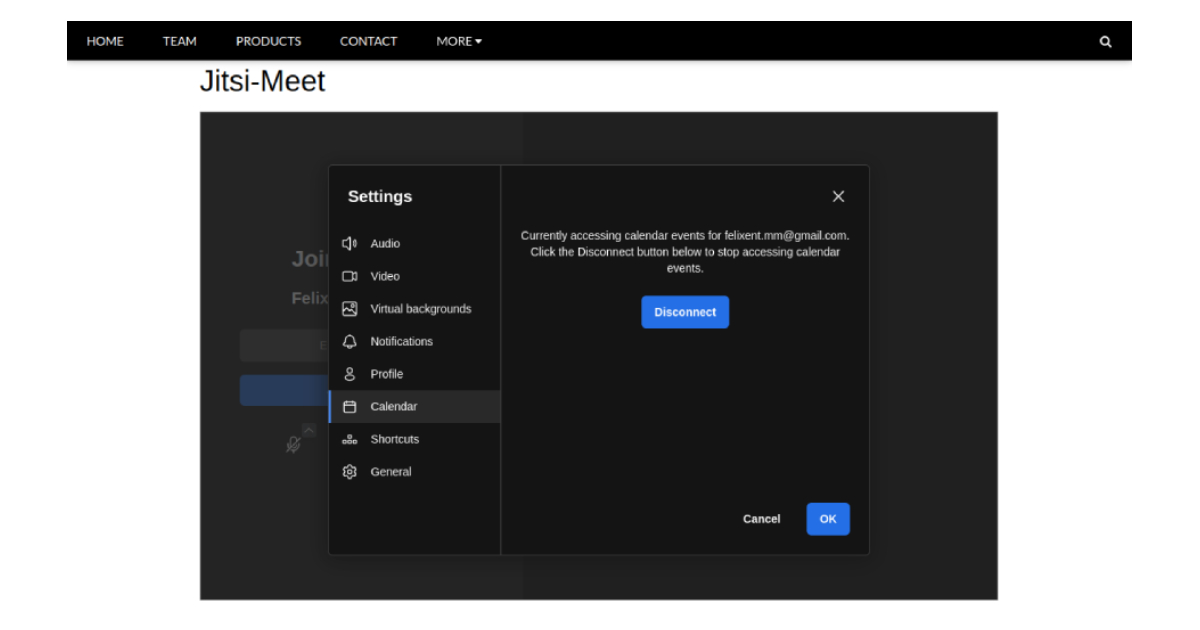 HOME TEAM PRODUCTS CONTACT MORE
Jitsi-Meet
Settings
Audio
Video
Virtual backgrounds
Notifications
Profile
Calendar
Shortcuts
General
Currently accessing calendar events for felixent.mm@gmail.com.
Click the Disconnect button below to stop accessing calendar
events.
Disconnect
Cancel OK
Joi
Felix
E